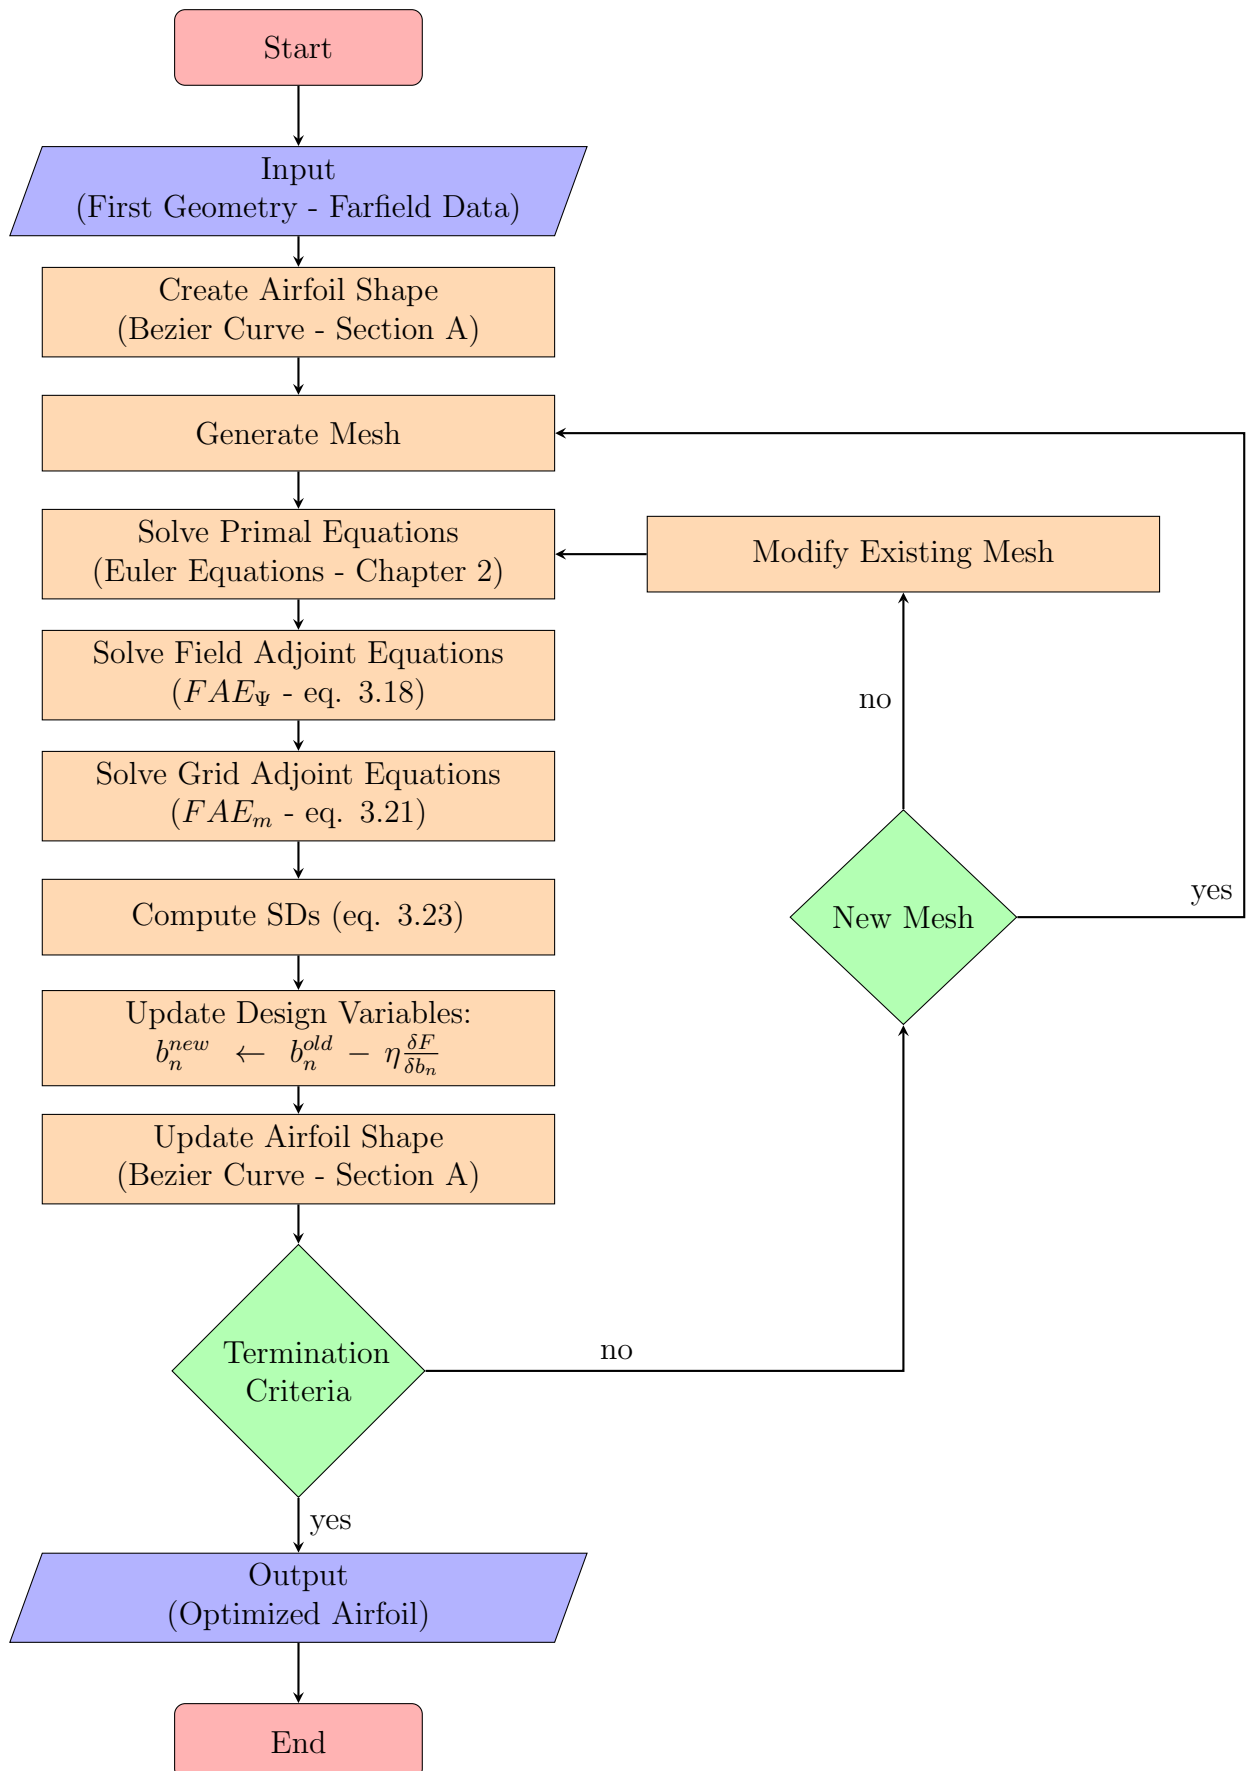 Start
Input
(First Geometry - Farfield Data)
Create Airfoil Shape
(Bezier Curve - Section A)
Generate Mesh
Solve Primal Equations
(Euler Equations - Chapter 2)
Modify Existing Mesh
Solve Field Adjoint Equations
(FAE_Ψ - eq. 3.18)
no
Solve Grid Adjoint Equations
(FAE_m - eq. 3.21)
Compute SDs (eq. 3.23)
New Mesh
yes
Update Design Variables:
b_n^{new} ← b_n^{old} − η \frac{δF}{δb_n}
Update Airfoil Shape
(Bezier Curve - Section A)
Termination
Criteria
no
yes
Output
(Optimized Airfoil)
End